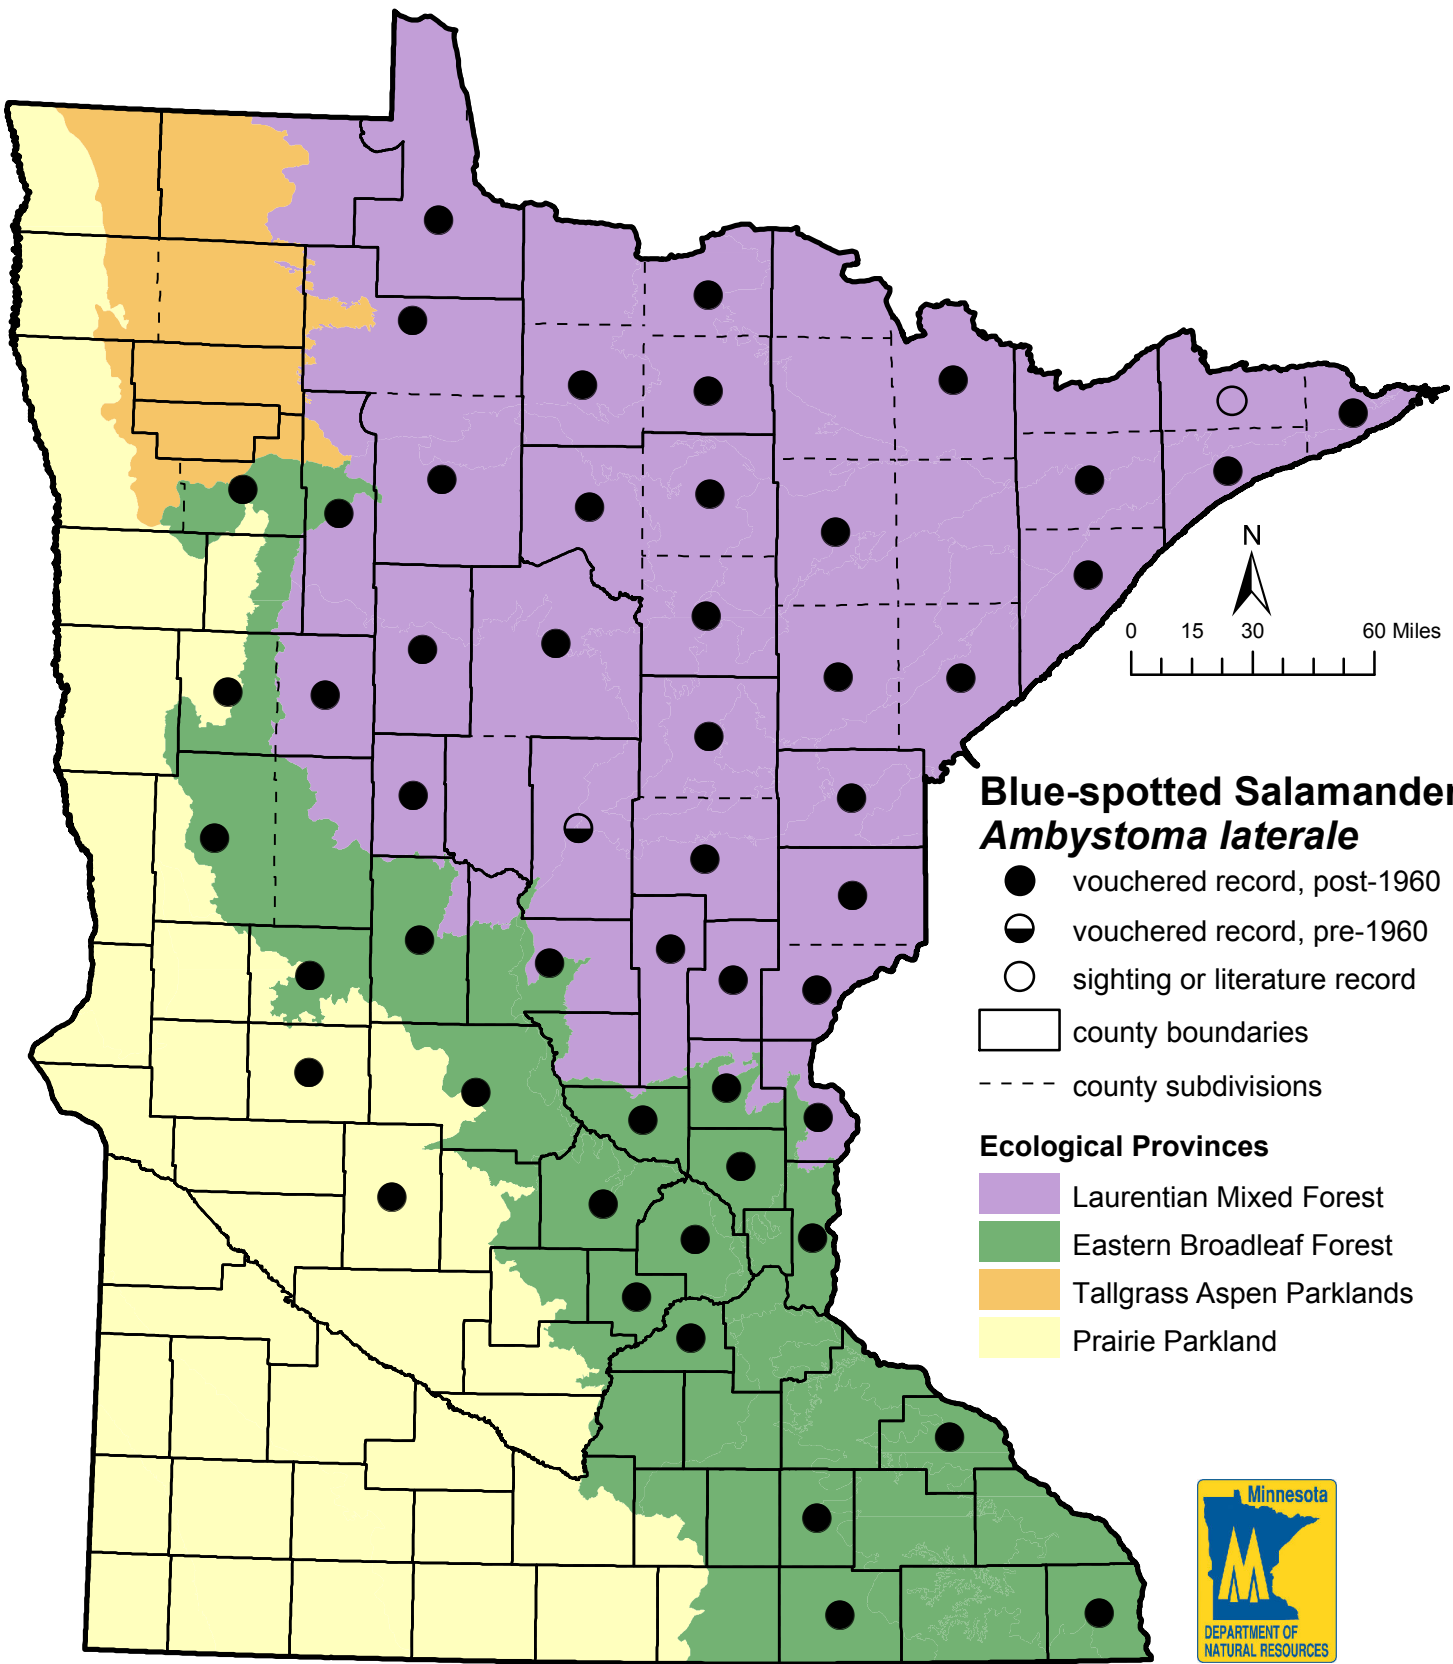 N
0 15 30 60 Miles
Blue-spotted Salamander
Ambystoma laterale
vouchered record, post-1960
vouchered record, pre-1960
sighting or literature record
county boundaries
county subdivisions
Ecological Provinces
Laurentian Mixed Forest
Eastern Broadleaf Forest
Tallgrass Aspen Parklands
Prairie Parkland
Minnesota
DEPARTMENT OF
NATURAL RESOURCES